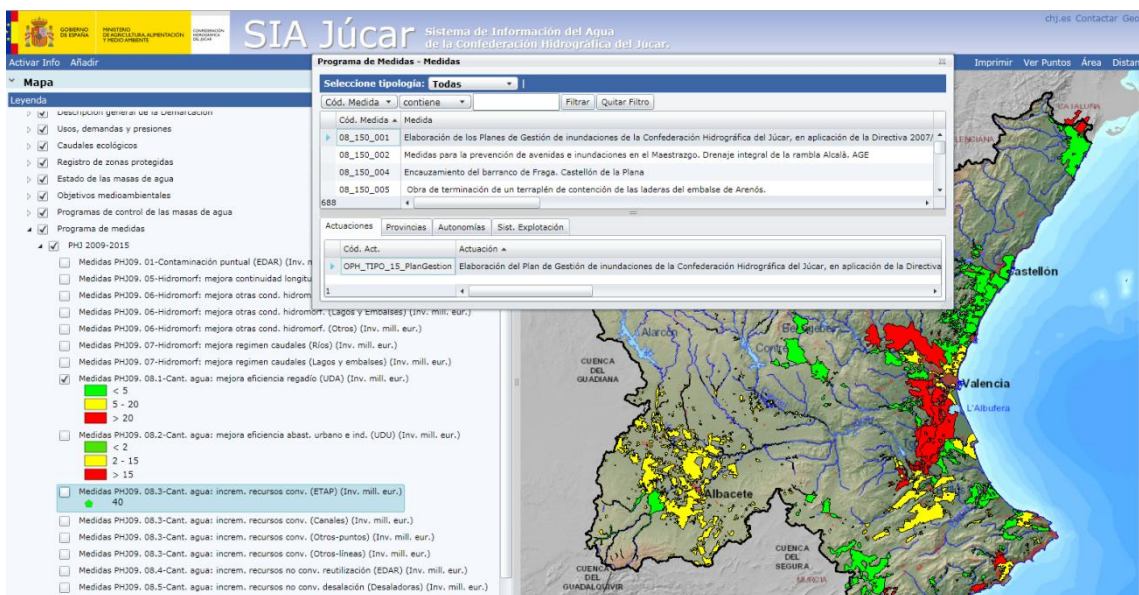 GOBIERNO DE ESPAÑA
MINISTERIO DE AGRICULTURA, ALIMENTACIÓN Y MEDIO AMBIENTE
CONFEDERACIÓN HIDROGRÁFICA DEL JÚCAR
SIA Júcar
Sistema de Información del Agua
de la Confederación Hidrográfica del Jucar.
chj.es Contactar Geo
Activar Info Añadir
Imprimir Ver Puntos Área Distan
Mapa
Leyenda
Descripción general de la Demarcación
Usos, demandas y presiones
Caudales ecológicos
Registro de zonas protegidas
Estado de las masas de agua
Objetivos medioambientales
Programas de control de las masas de agua
Programa de medidas
PHJ 2009-2015
Medidas PHJ09. 01-Contaminación puntual (EDAR) (Inv. m
Medidas PHJ09. 05-Hidromorf: mejora continuidad longitu
Medidas PHJ09. 06-Hidromorf: mejora otras cond. hidrom
Medidas PHJ09. 06-Hidromorf: mejora otras cond. hidromorf. (Lagos y Embalses) (Inv. mill. eur.)
Medidas PHJ09. 06-Hidromorf: mejora otras cond. hidromorf. (Otros) (Inv. mill. eur.)
Medidas PHJ09. 07-Hidromorf: mejora regimen caudales (Ríos) (Inv. mill. eur.)
Medidas PHJ09. 07-Hidromorf: mejora regimen caudales (Lagos y embalses) (Inv. mill. eur.)
Medidas PHJ09. 08.1-Cant. agua: mejora eficiencia regadío (UDA) (Inv. mill. eur.)
< 5
5 - 20
> 20
Medidas PHJ09. 08.2-Cant. agua: mejora eficiencia abast. urbano e ind. (UDU) (Inv. mill. eur.)
< 2
2 - 15
> 15
Medidas PHJ09. 08.3-Cant. agua: increm. recursos conv. (ETAP) (Inv. mill. eur.)
40
Medidas PHJ09. 08.3-Cant. agua: increm. recursos conv. (Canales) (Inv. mill. eur.)
Medidas PHJ09. 08.3-Cant. agua: increm. recursos conv. (Otros-puntos) (Inv. mill. eur.)
Medidas PHJ09. 08.3-Cant. agua: increm. recursos conv. (Otros-líneas) (Inv. mill. eur.)
Medidas PHJ09. 08.4-Cant. agua: increm. recursos no conv. reutilización (EDAR) (Inv. mill. eur.)
Medidas PHJ09. 08.5-Cant. agua: increm. recursos no conv. desalación (Desaladoras) (Inv. mill. eur.)
Programa de Medidas - Medidas
Seleccione tipología: Todas
Cód. Medida contiene Filtrar Quitar Filtro
Cód. Medida Medida
08_150_001 Elaboración de los Planes de Gestión de inundaciones de la Confederación Hidrográfica del Júcar, en aplicación de la Directiva 2007/
08_150_002 Medidas para la prevención de avenidas e inundaciones en el Maestrazgo. Drenaje integral de la rambla Alcalà. AGE
08_150_004 Encauzamiento del barranco de Fraga. Castellón de la Plana
08_150_005 Obra de terminación de un terraplén de contención de las laderas del embalse de Arenós.
688
Actuaciones Provincias Autonomías Sist. Explotación
Cód. Act. Actuación
OPH_TIPO_15_PlanGestion Elaboración del Plan de Gestión de inundaciones de la Confederación Hidrográfica del Júcar, en aplicación de la Directiva
1
CATALUÑA
astellón
Alarcón
Contre
CUENCA
DEL
GUADIANA
Valencia
L'Albufera
Albacete
CUENCA
DEL
SEGURA
MURCIA
CUENCA
DEL
GUADALQUIVIR